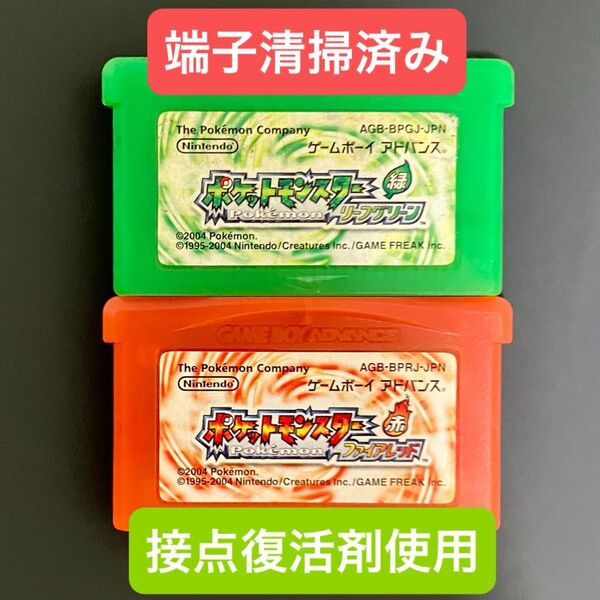 端子清掃済み
The Pokémon Company AGB-BPGJ-JPN
Nintendo ゲームボーイ アドバンス®
ポケットモンスター 緑
Pokémon リーフグリーン™
©2004 Pokémon.
©1995-2004 Nintendo/Creatures Inc./GAME FREAK Inc.
GAME BOY ADVANCE
The Pokémon Company AGB-BPRJ-JPN
Nintendo ゲームボーイ アドバンス®
ポケットモンスター 赤
Pokémon ファイアレッド™
©2004 Pokémon.
©1995-2004 Nintendo/Creatures Inc./GAME FREAK Inc.
接点復活剤使用